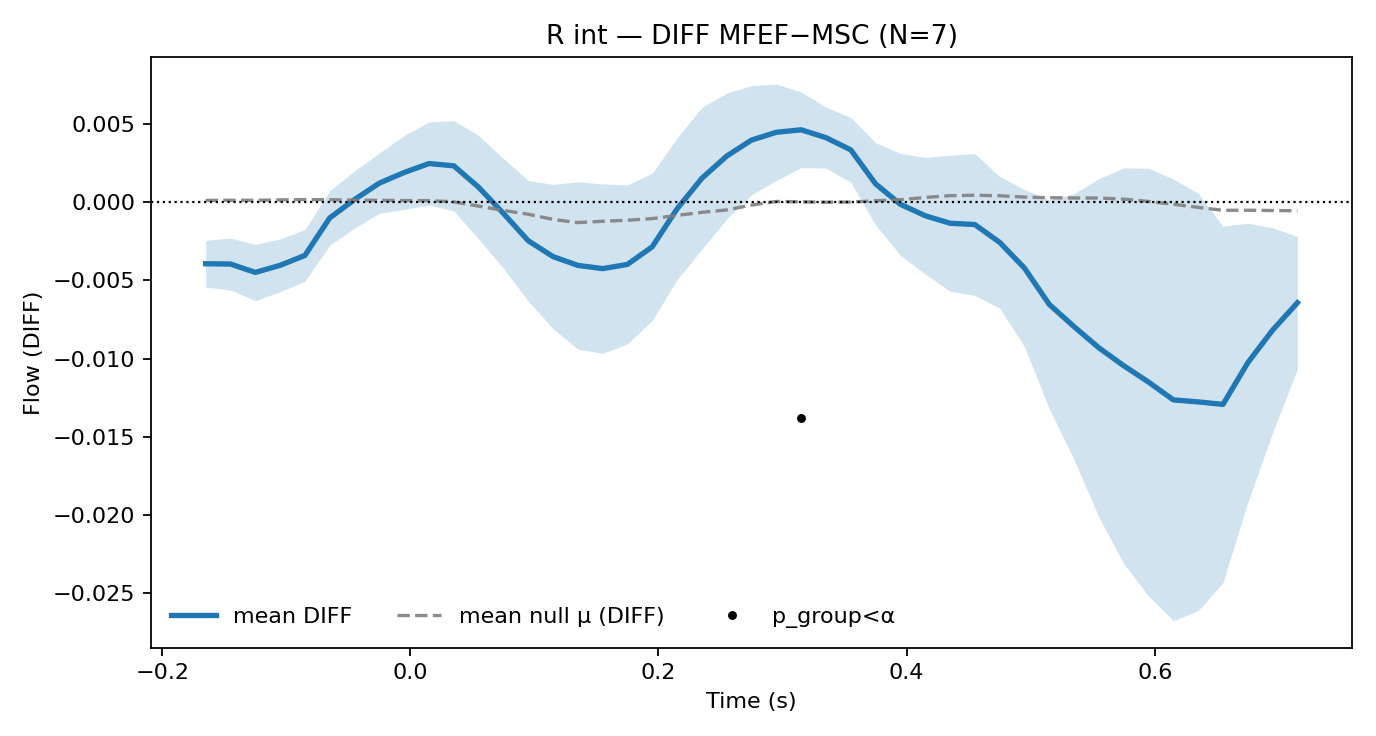 R int — DIFF MFEF−MSC (N=7)
Flow (DIFF)
0.005
0.000
−0.005
−0.010
−0.015
−0.020
−0.025
mean DIFF mean null μ (DIFF) p_group<α
−0.2 0.0 0.2 0.4 0.6
Time (s)